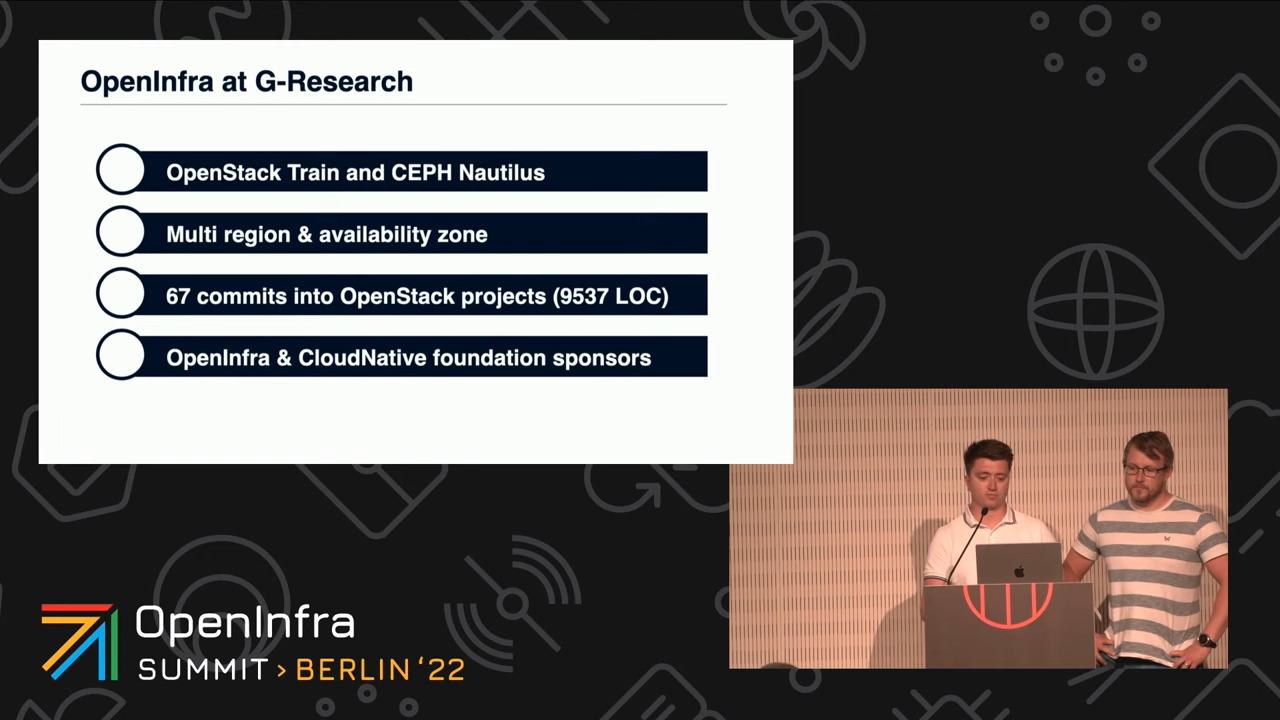 OpenInfra at G-Research
OpenStack Train and CEPH Nautilus
Multi region & availability zone
67 commits into OpenStack projects (9537 LOC)
OpenInfra & CloudNative foundation sponsors
OpenInfra
SUMMIT > BERLIN ‘22